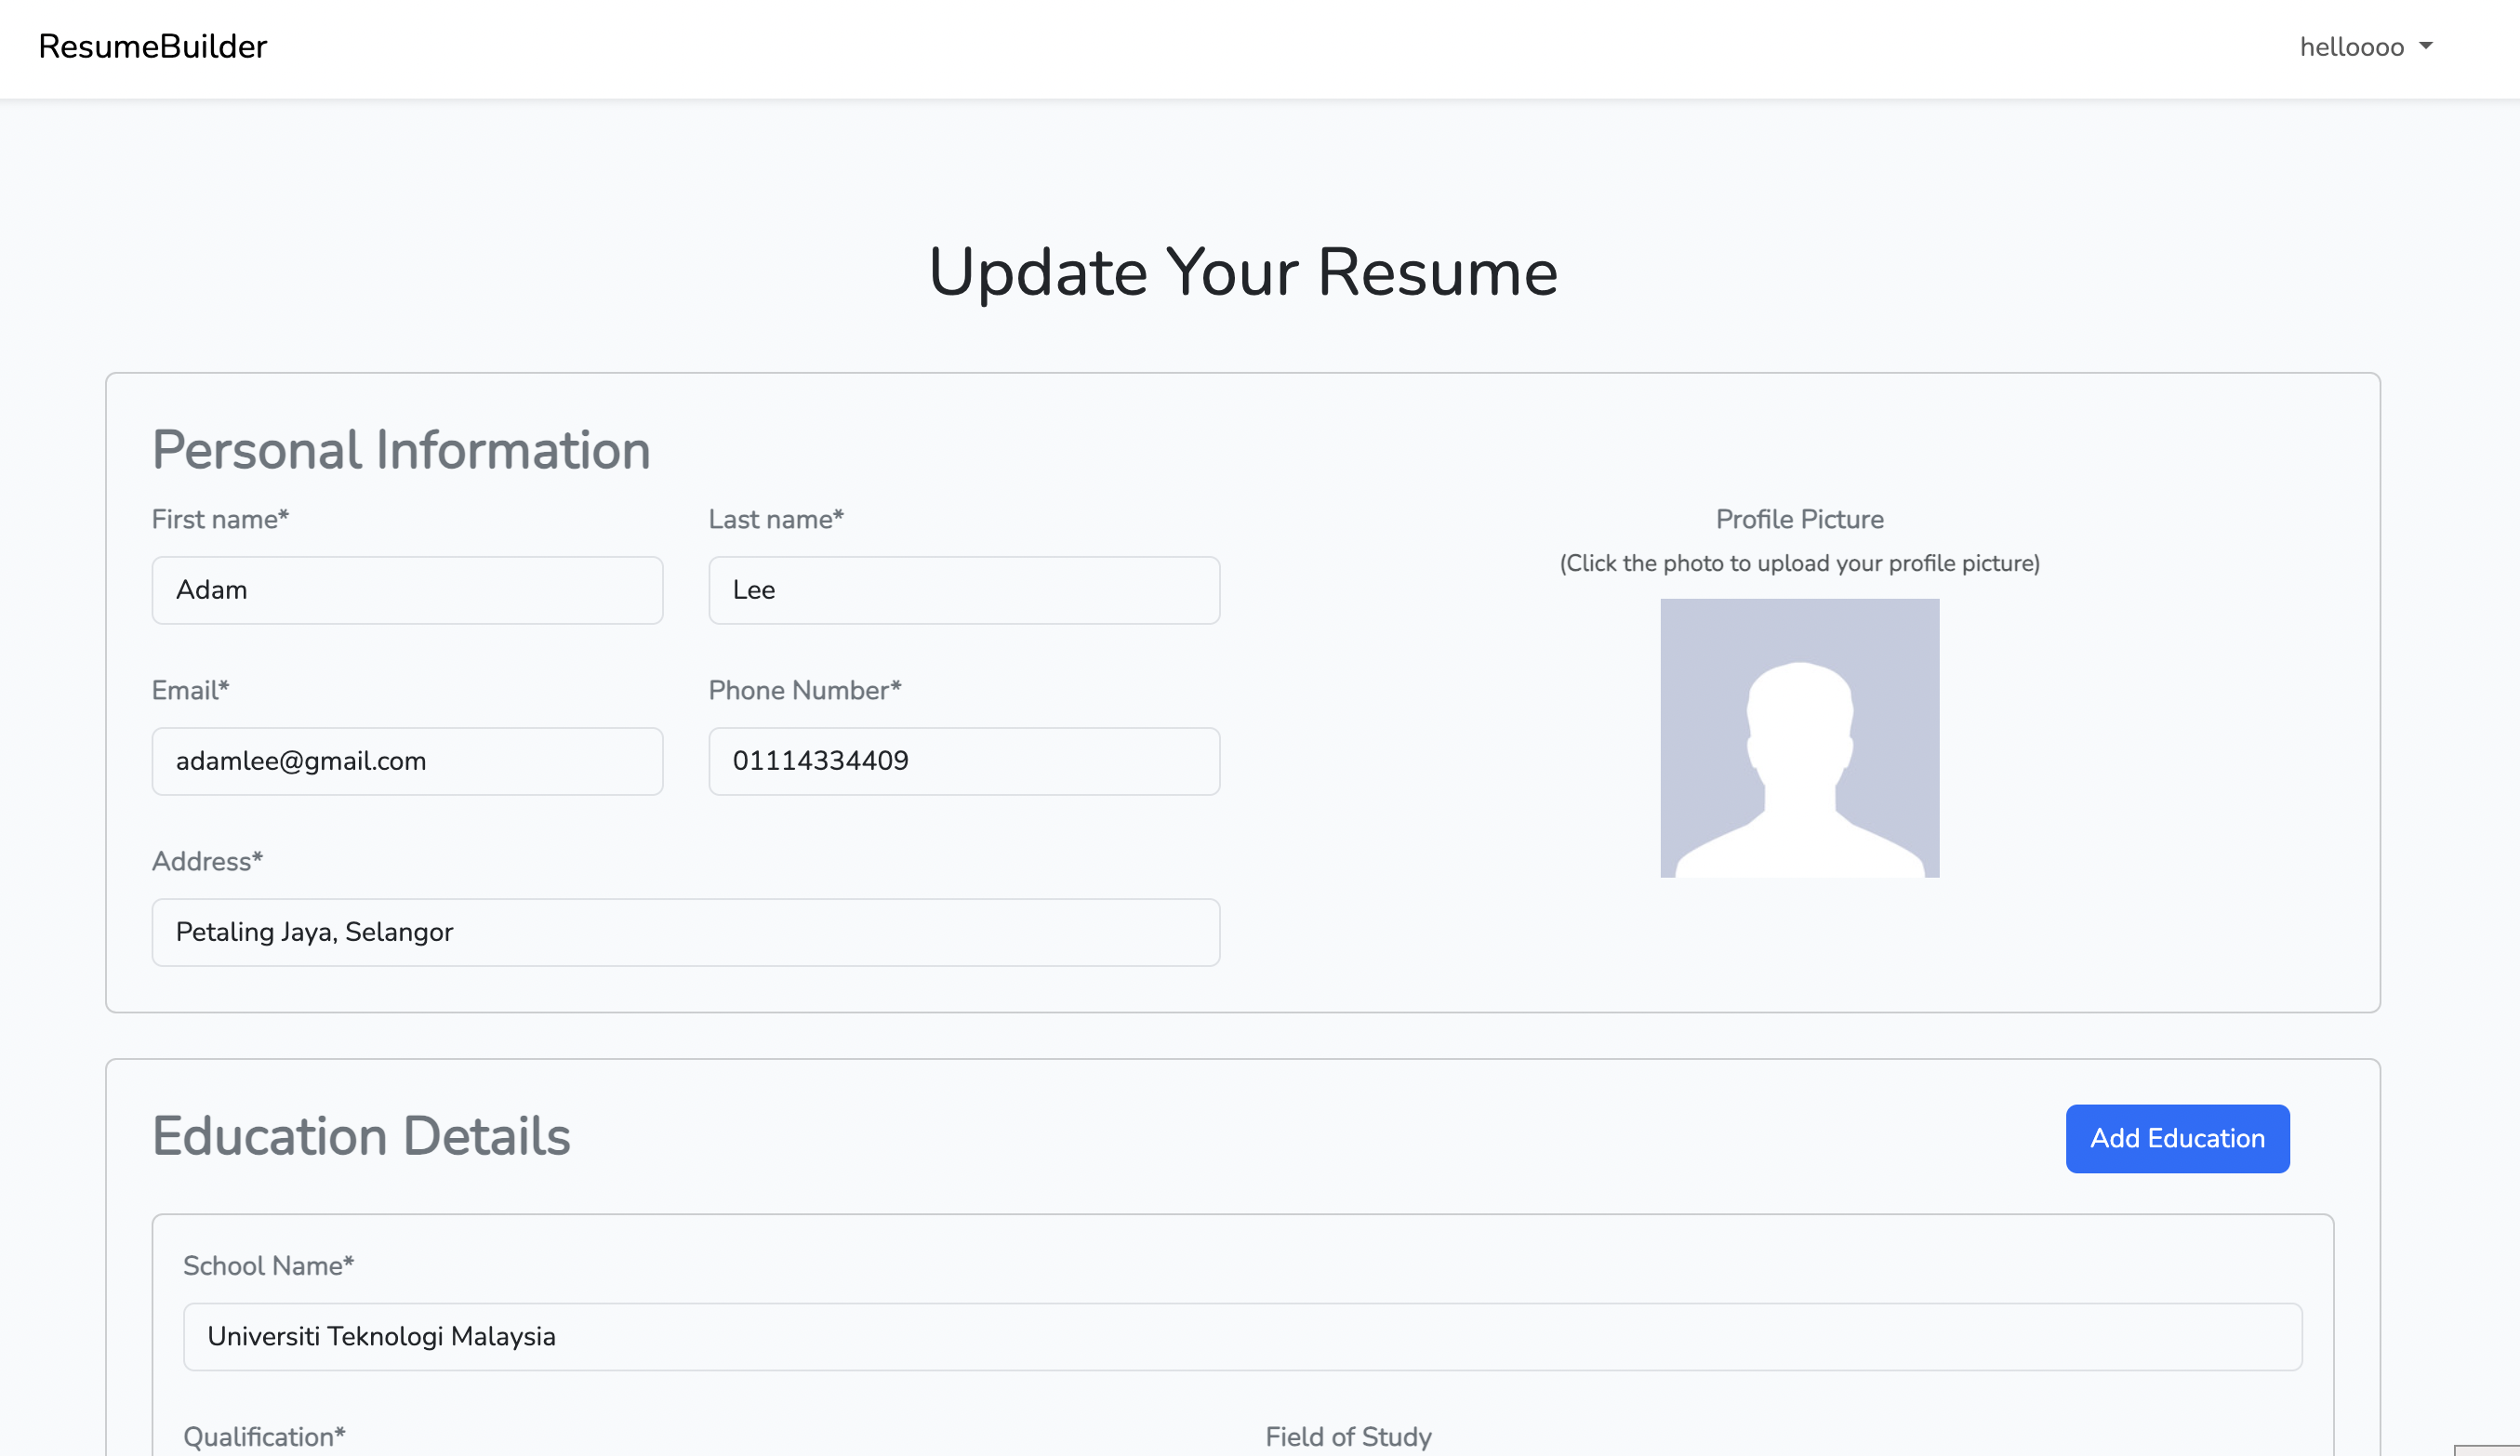 ResumeBuilder
helloooo
Update Your Resume
Personal Information
First name*
Last name*
Profile Picture
(Click the photo to upload your profile picture)
Adam
Lee
Email*
Phone Number*
adamlee@gmail.com
01114334409
Address*
Petaling Jaya, Selangor
Education Details
Add Education
School Name*
Universiti Teknologi Malaysia
Qualification*
Field of Study